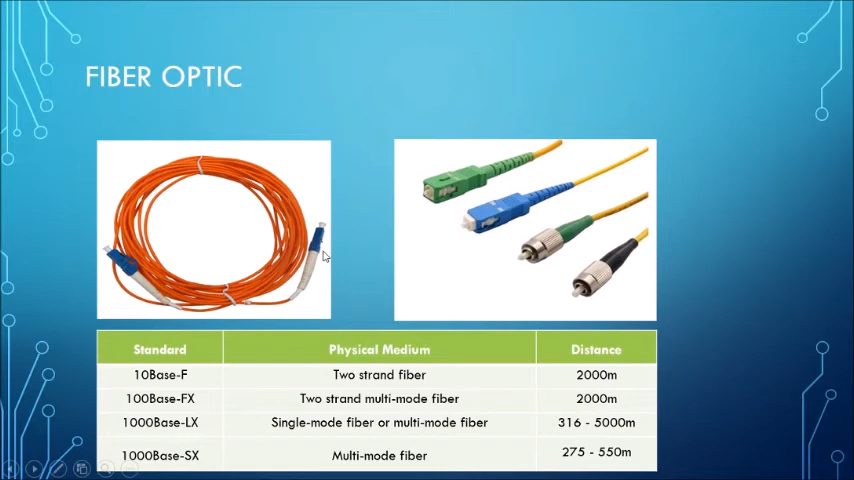 FIBER OPTIC
Standard Physical Medium Distance
10Base-F Two strand fiber 2000m
100Base-FX Two strand multi-mode fiber 2000m
1000Base-LX Single-mode fiber or multi-mode fiber 316 - 5000m
1000Base-SX Multi-mode fiber 275 - 550m